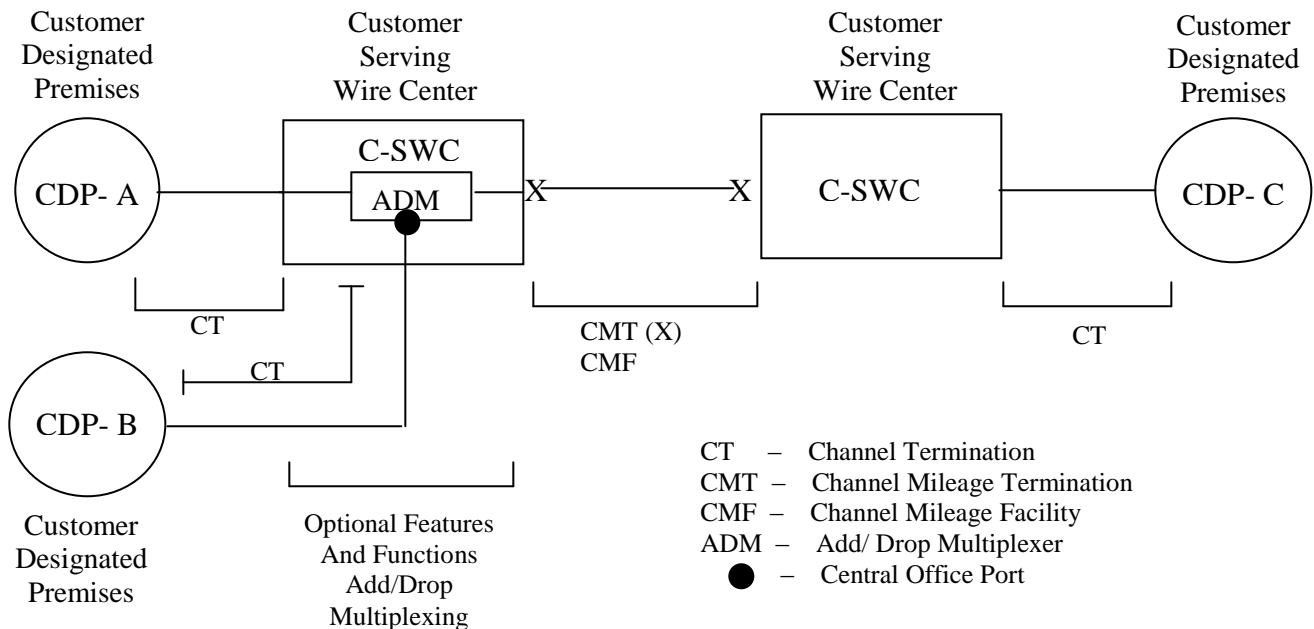 Customer
Designated
Premises
Customer
Serving
Wire Center
Customer
Serving
Wire Center
Customer
Designated
Premises
CDP- A
C-SWC
ADM
X
X
C-SWC
CDP- C
CT
CMT (X)
CMF
CT
CT
CDP- B
Customer
Designated
Premises
Optional Features
And Functions
Add/Drop
Multiplexing
CT – Channel Termination
CMT – Channel Mileage Termination
CMF – Channel Mileage Facility
ADM – Add/ Drop Multiplexer
– Central Office Port